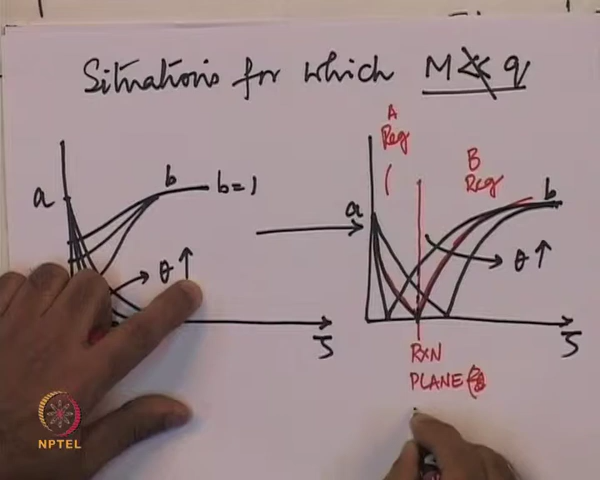 Situations for which M ≪ q
a
b
b=1
θ ↑
ζ
A
Reg
B
Reg
a
b
θ ↑
ζ
RXN
PLANE
NPTEL